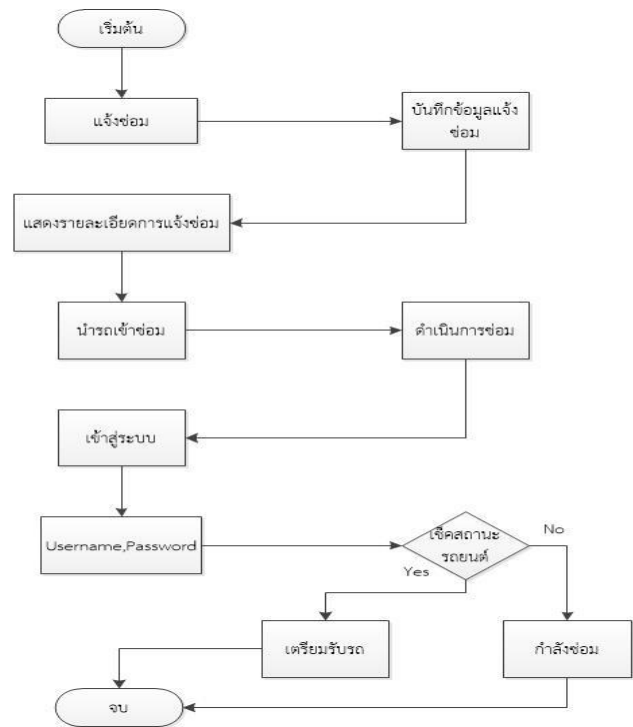 เริ่มต้น
แจ้งซ่อม
บันทึกข้อมูลแจ้ง
ซ่อม
แสดงรายละเอียดการแจ้งซ่อม
นำรถเข้าซ่อม
ดำเนินการซ่อม
เข้าสู่ระบบ
Username,Password
เช็คสถานะ
รถยนต์
No
Yes
เตรียมรับรถ
กำลังซ่อม
จบ